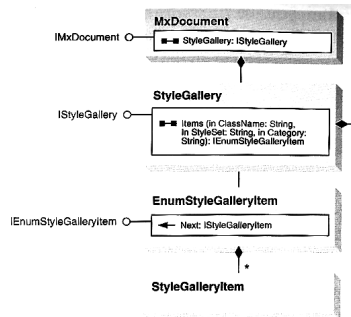 MxDocument
IMxDocument
StyleGallery: IStyleGallery
StyleGallery
IStyleGallery
Items (in ClassName: String,
in StyleSet: String, in Category:
String): IEnumStyleGalleryItem
EnumStyleGalleryItem
IEnumStyleGalleryItem
Next: IStyleGalleryItem
*
StyleGalleryItem